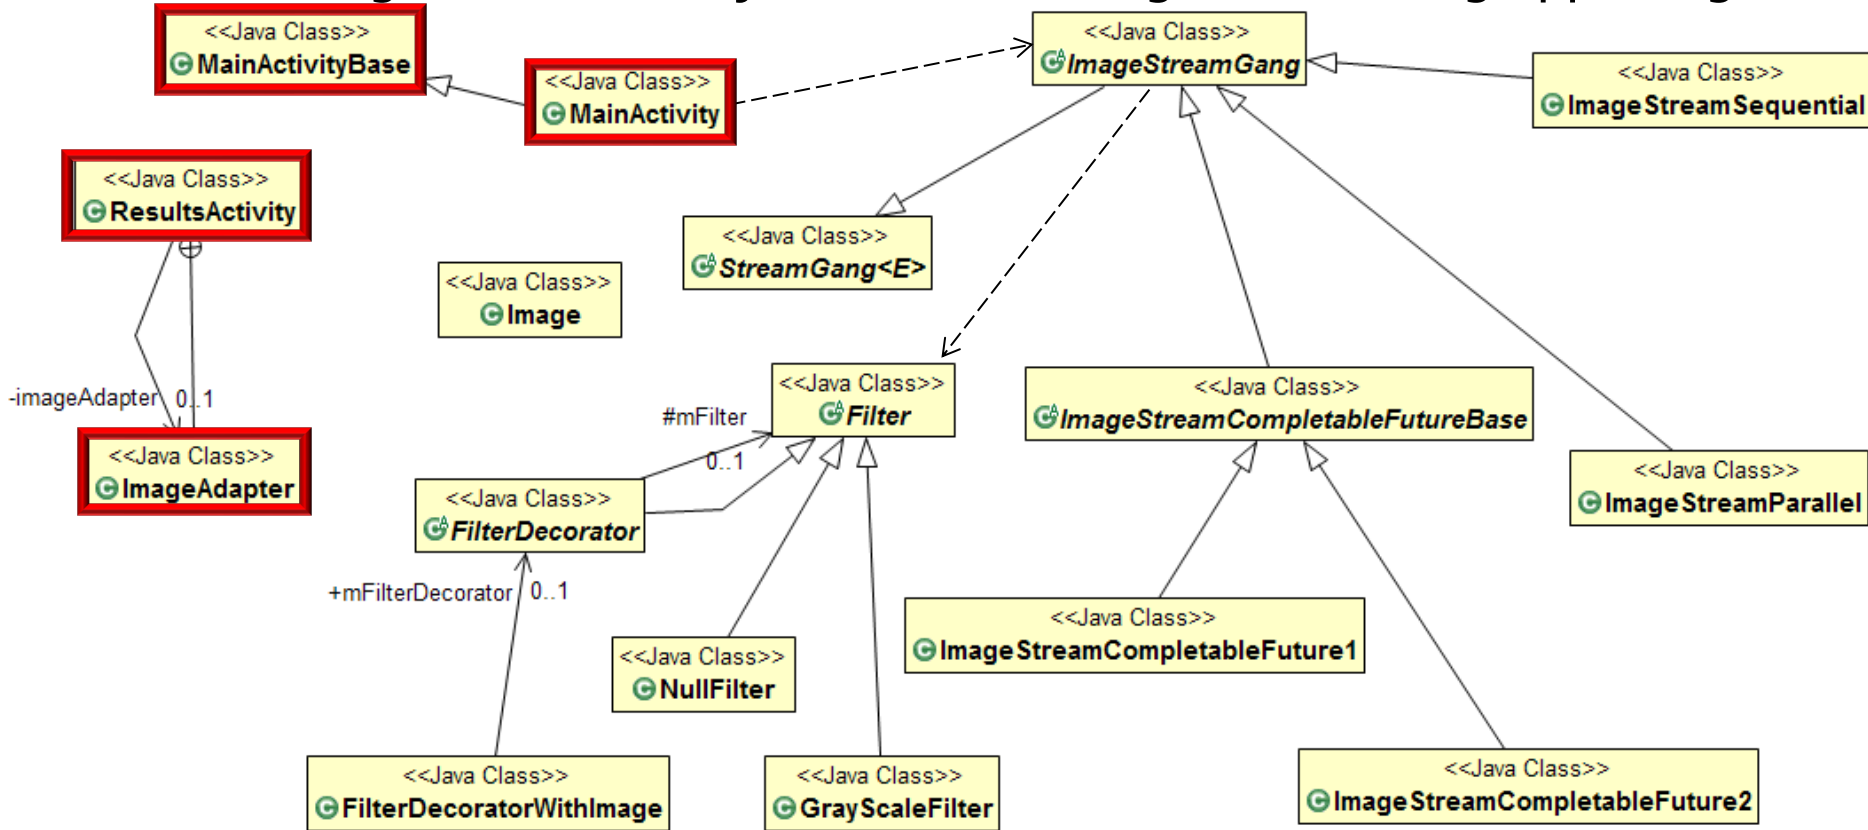 <<Java Class>>
MainActivityBase
<<Java Class>>
MainActivity
<<Java Class>>
ImageStreamGang
<<Java Class>>
ImageStreamSequential
<<Java Class>>
ResultsActivity
<<Java Class>>
StreamGang<E>
<<Java Class>>
Image
-imageAdapter 0..1
<<Java Class>>
ImageAdapter
<<Java Class>>
Filter
#mFilter
0..1
<<Java Class>>
ImageStreamCompletableFutureBase
<<Java Class>>
ImageStreamParallel
<<Java Class>>
FilterDecorator
+mFilterDecorator 0..1
<<Java Class>>
ImageStreamCompletableFuture1
<<Java Class>>
NullFilter
<<Java Class>>
FilterDecoratorWithImage
<<Java Class>>
GrayScaleFilter
<<Java Class>>
ImageStreamCompletableFuture2